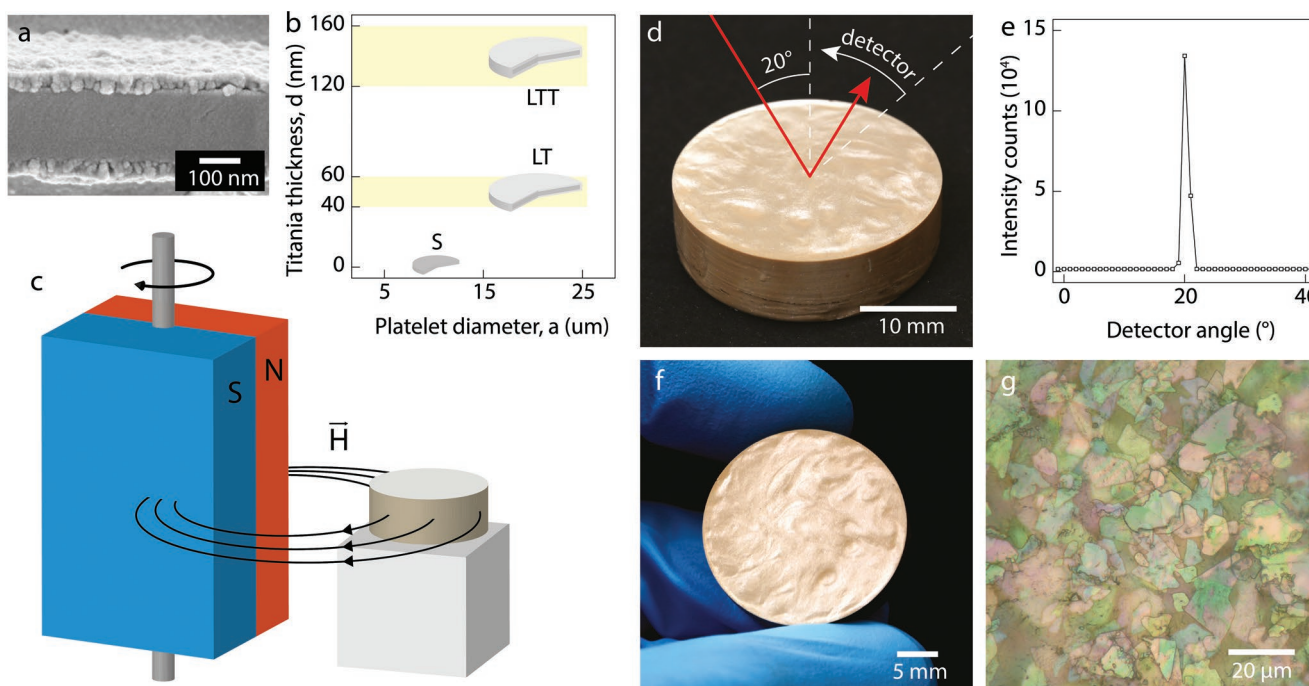 a
100 nm
b
Titania thickness, d (nm)
160
120
60
40
0
LTT
LT
S
5
15
25
Platelet diameter, a (um)
c
S
N
H
d
20°
detector
10 mm
e
Intensity counts (10⁴)
15
10
5
0
0
20
40
Detector angle (°)
f
5 mm
g
20 µm